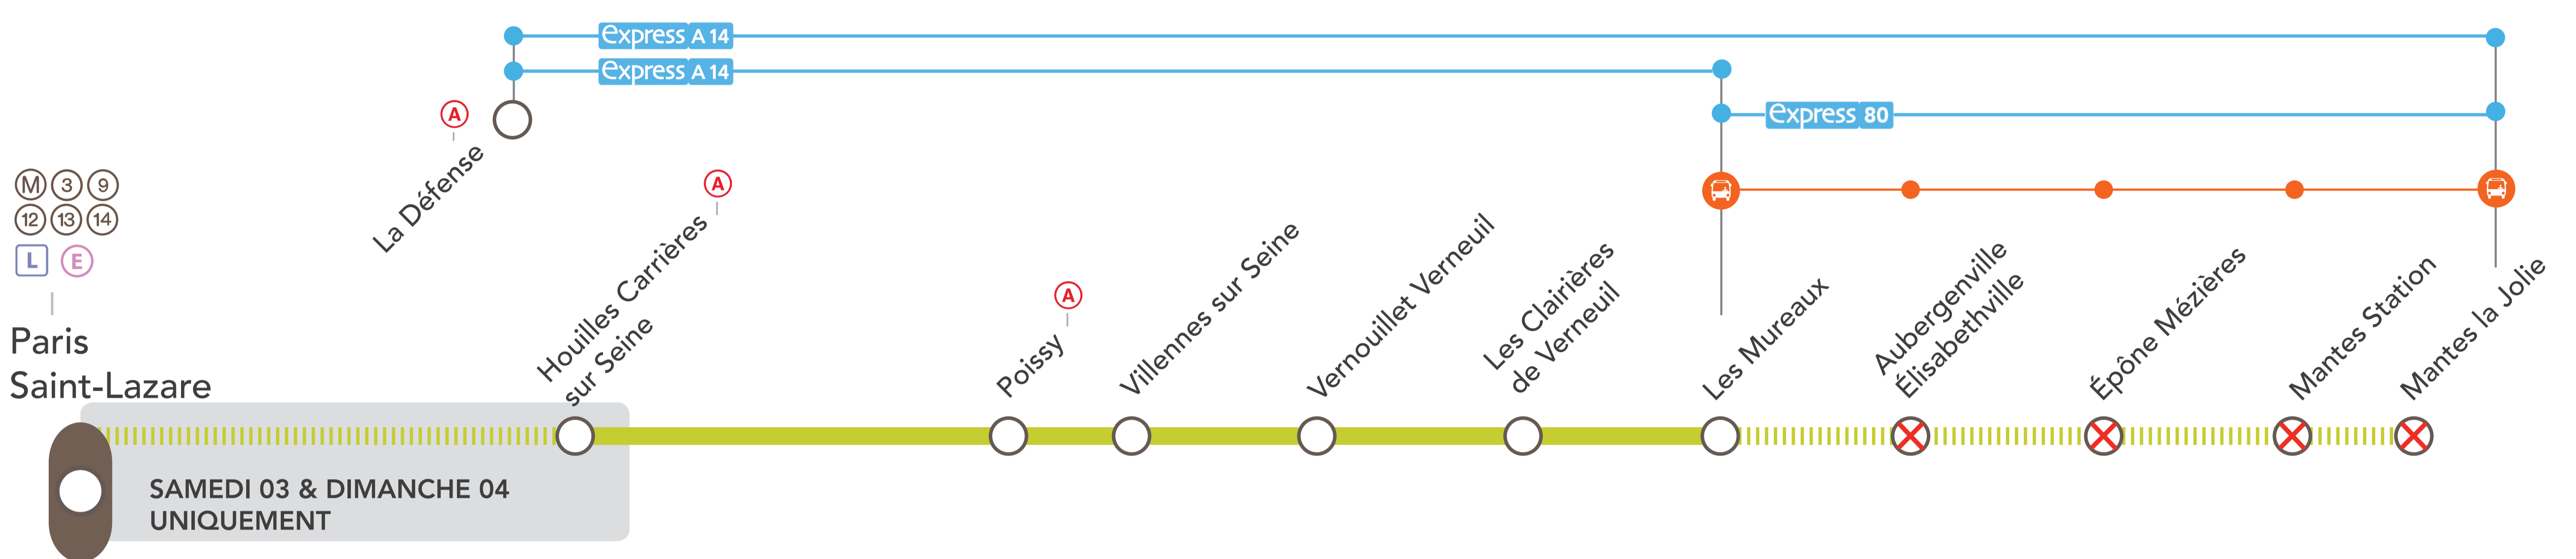 express A 14
express A 14
express 80
A
La Défense
M 3 9
12 13 14
L E
Paris
Saint-Lazare
A
Houilles Carrières
sur Seine
A
Poissy
Villennes sur Seine
Vernouillet Verneuil
Les Clairières
de Verneuil
Les Mureaux
Aubergenville
Élisabethville
Épône Mézières
Mantes Station
Mantes la Jolie
SAMEDI 03 & DIMANCHE 04
UNIQUEMENT